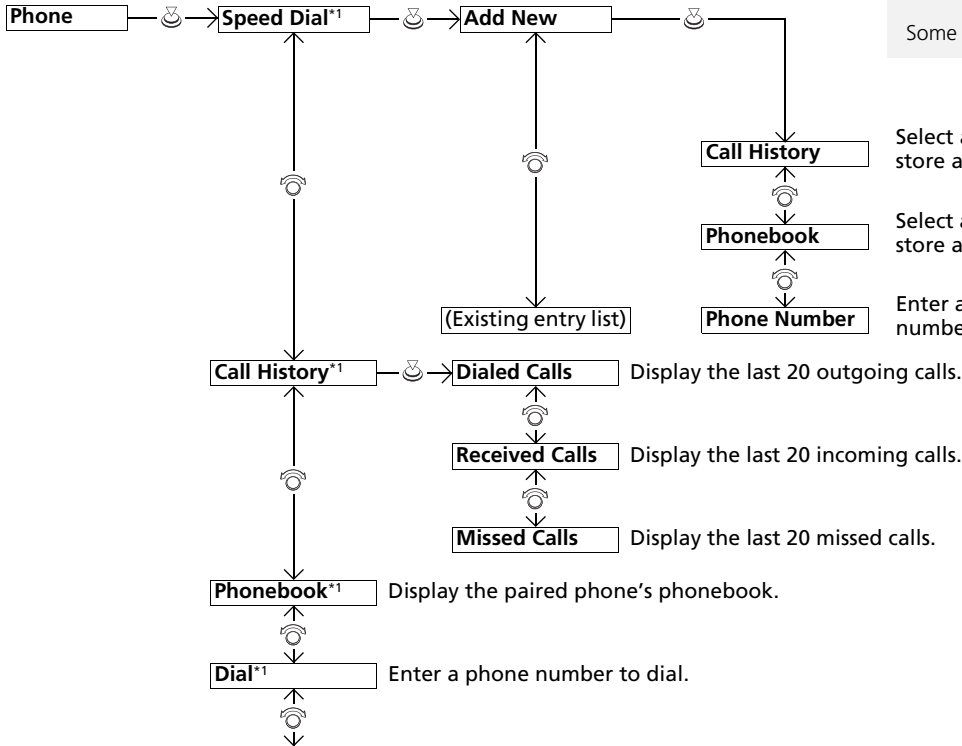 Phone
Speed Dial*1
Add New
Some
Call History
Select a
store a
Phonebook
Select a
store a
(Existing entry list)
Phone Number
Enter a
numbe
Call History*1
Dialed Calls
Display the last 20 outgoing calls.
Received Calls
Display the last 20 incoming calls.
Missed Calls
Display the last 20 missed calls.
Phonebook*1
Display the paired phone’s phonebook.
Dial*1
Enter a phone number to dial.